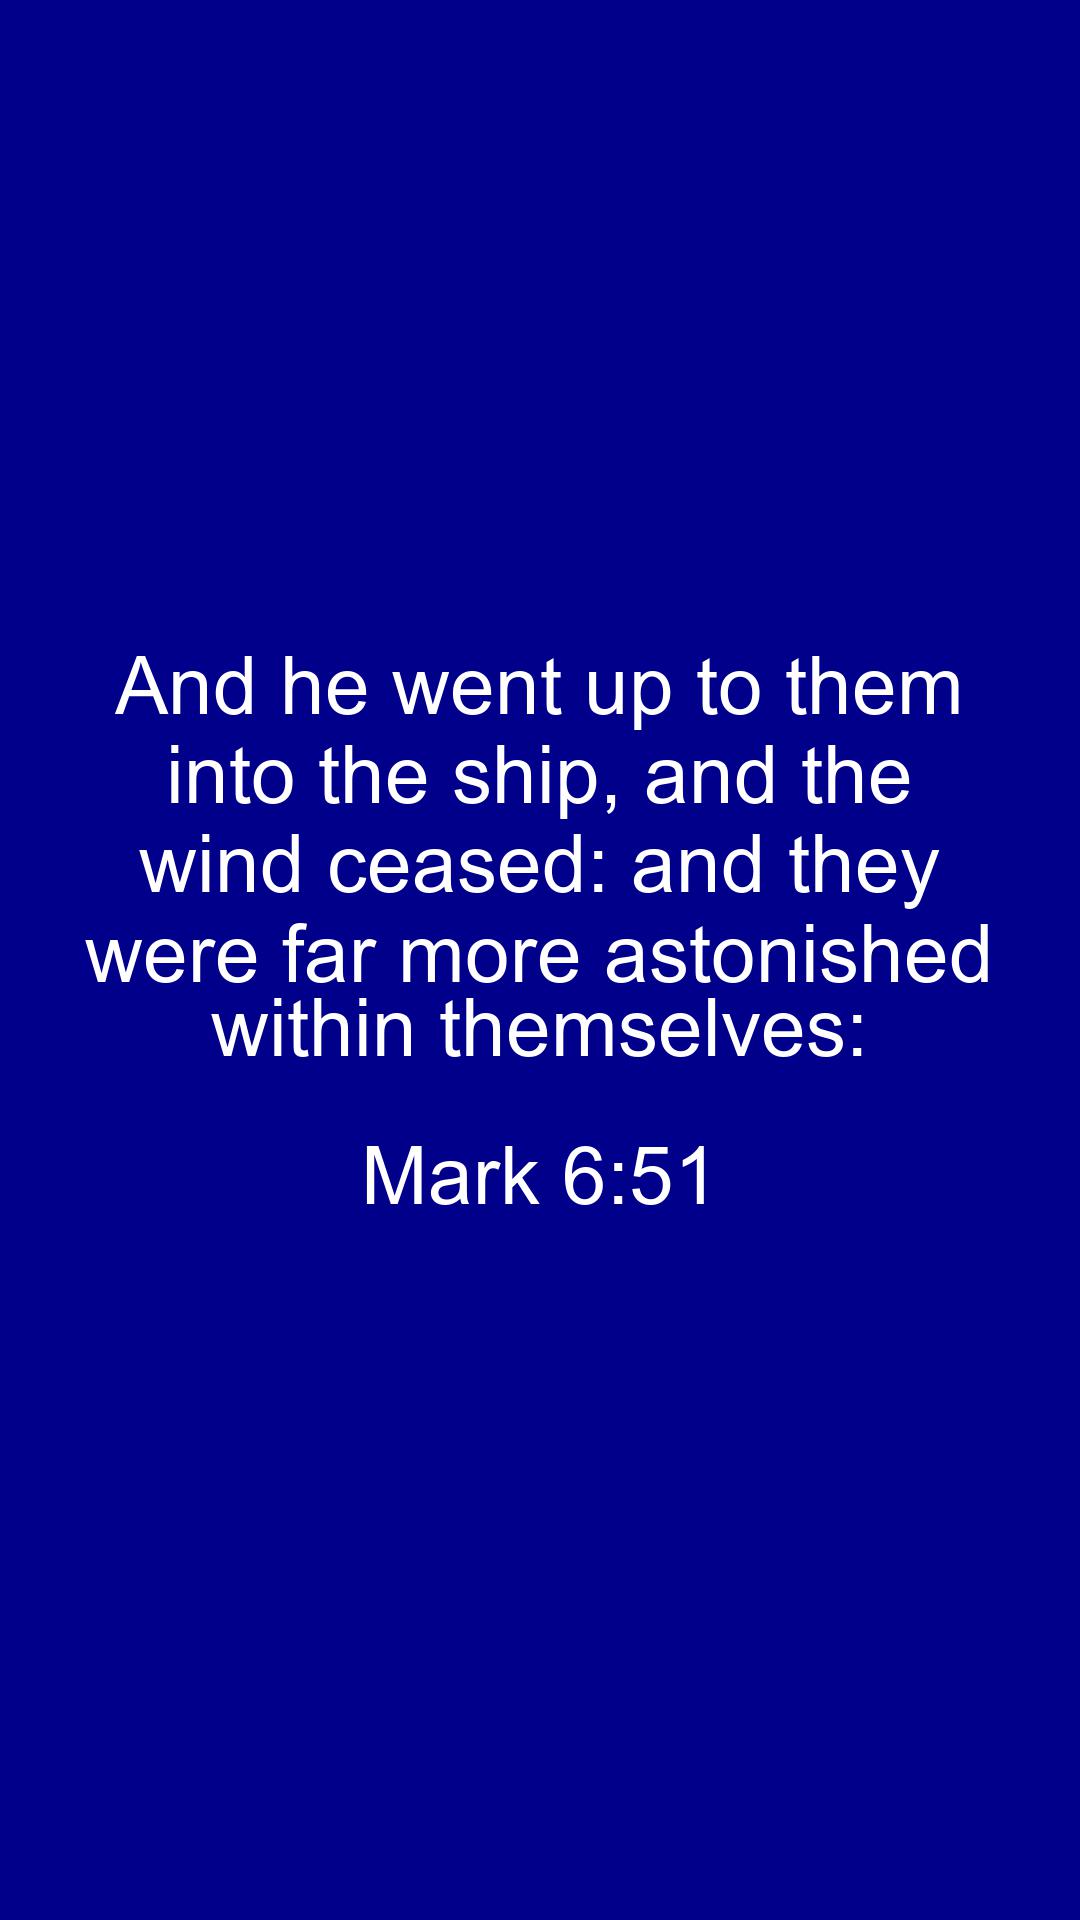 And he went up to them
into the ship, and the
wind ceased: and they
were far more astonished
within themselves:
Mark 6:51